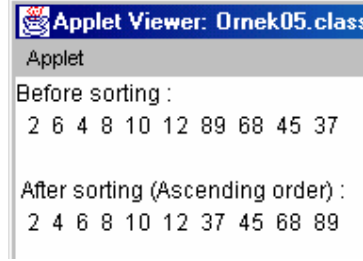 Applet Viewer: Ornek05.class
Applet
Before sorting :
2 6 4 8 10 12 89 68 45 37
After sorting (Ascending order) :
2 4 6 8 10 12 37 45 68 89